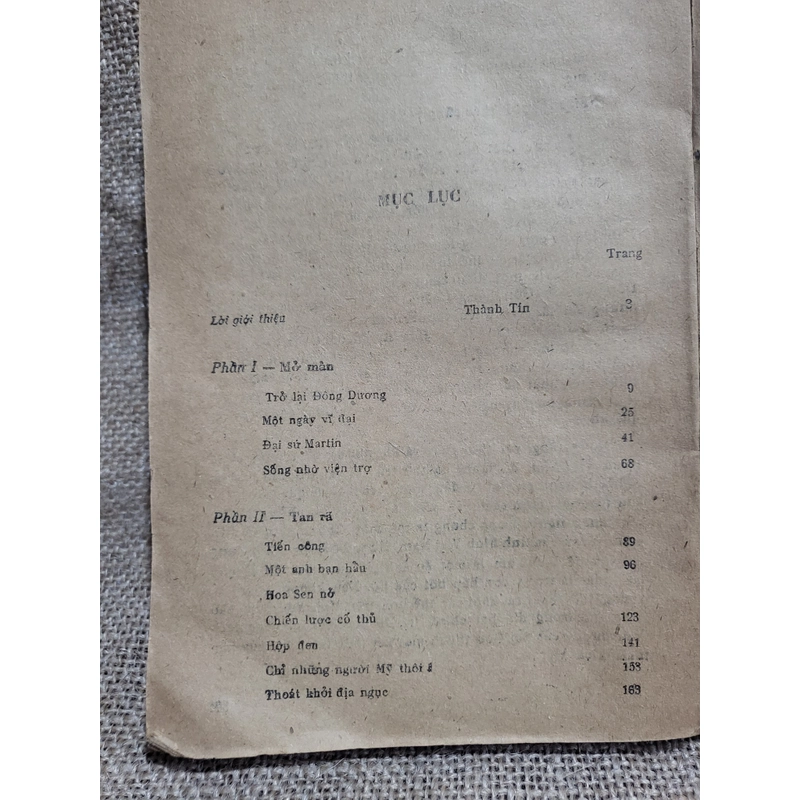 MỤC LỤC
Trang
Lời giới thiệu Thành Tín 3
Phần I — Mở màn
Trở lại Đông Dương 9
Một ngày vĩ đại 25
Đại sứ Martin 41
Sống nhờ viện trợ 68
Phần II — Tan rã
Tiến công 89
Một anh bạn hầu 96
Hoa Sen nở
Chiến lược cố thủ 123
Hộp đen 141
Chỉ những người Mỹ thôi 158
Thoát khỏi địa ngục 163